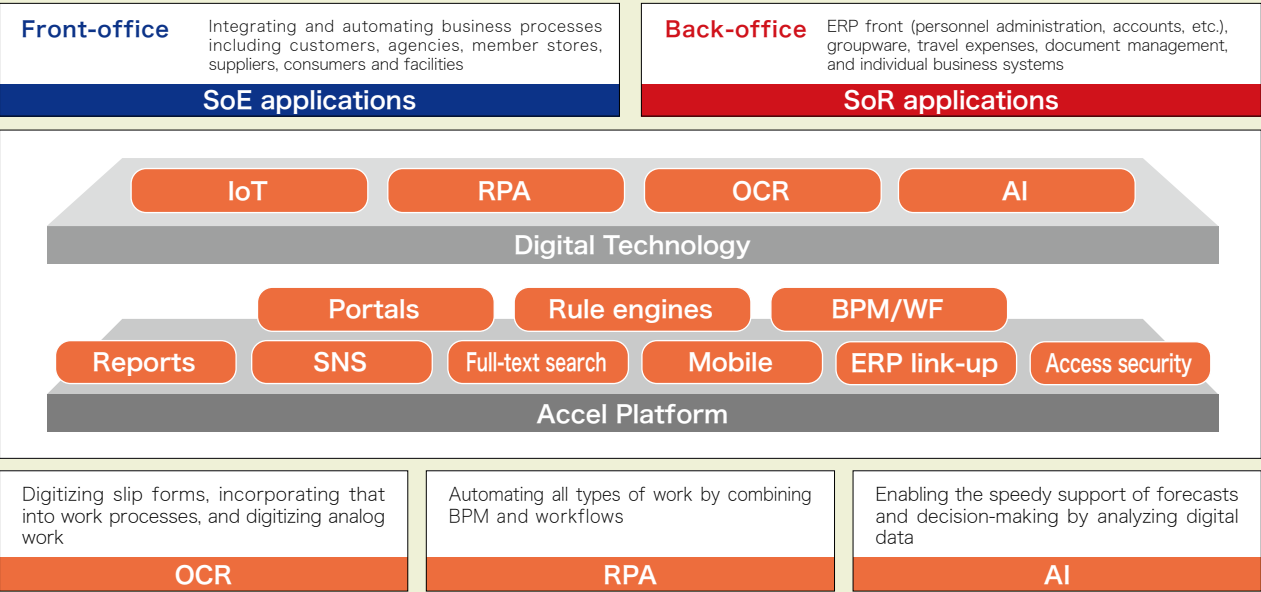 Front-office
Integrating and automating business processes
including customers, agencies, member stores,
suppliers, consumers and facilities
SoE applications
Back-office
ERP front (personnel administration, accounts, etc.),
groupware, travel expenses, document management,
and individual business systems
SoR applications
IoT
RPA
OCR
AI
Digital Technology
Portals
Rule engines
BPM/WF
Reports
SNS
Full-text search
Mobile
ERP link-up
Access security
Accel Platform
Digitizing slip forms, incorporating that
into work processes, and digitizing analog
work
OCR
Automating all types of work by combining
BPM and workflows
RPA
Enabling the speedy support of forecasts
and decision-making by analyzing digital
data
AI